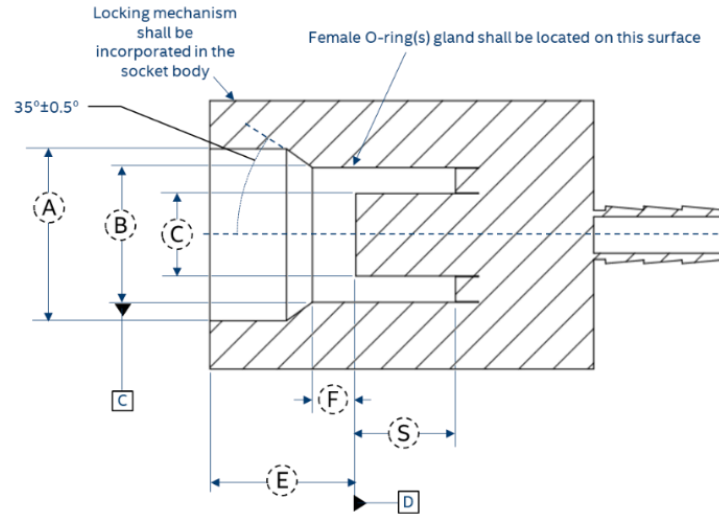 Locking mechanism
shall be
incorporated in the
socket body
Female O-ring(s) gland shall be located on this surface
35°±0.5°
A
B
C
C
F
S
E
D